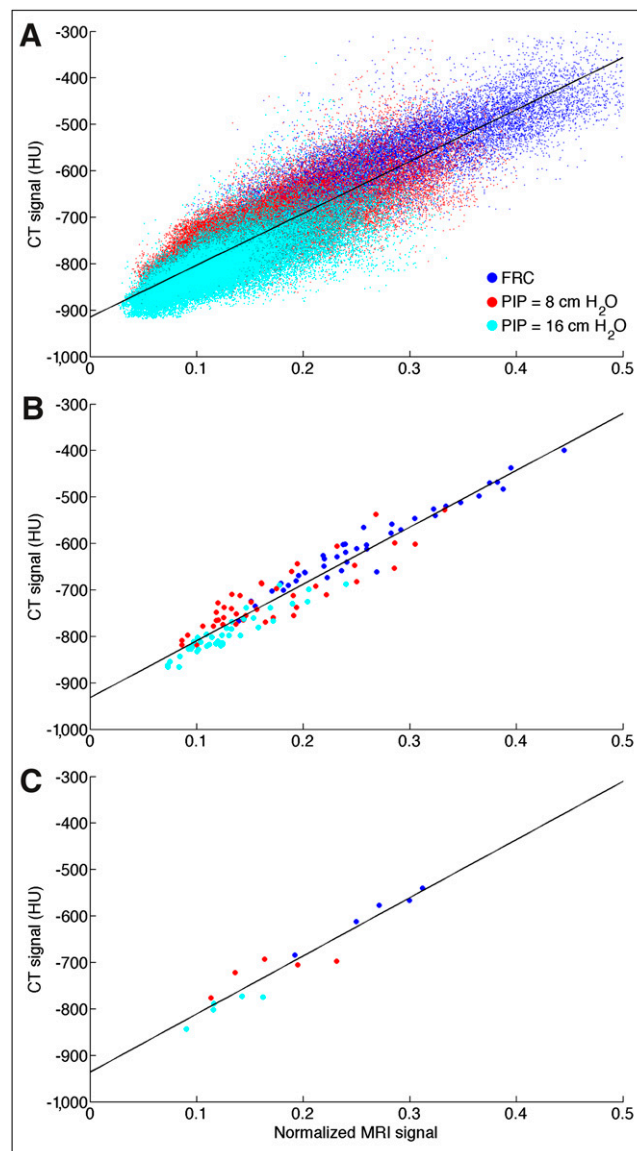 A
-300
-400
-500
-600
-700
-800
-900
-1,000
CT signal (HU)
FRC
PIP = 8 cm H₂O
PIP = 16 cm H₂O
0 0.1 0.2 0.3 0.4 0.5
B
-300
-400
-500
-600
-700
-800
-900
-1,000
CT signal (HU)
0 0.1 0.2 0.3 0.4 0.5
C
-300
-400
-500
-600
-700
-800
-900
-1,000
CT signal (HU)
0 0.1 0.2 0.3 0.4 0.5
Normalized MRI signal